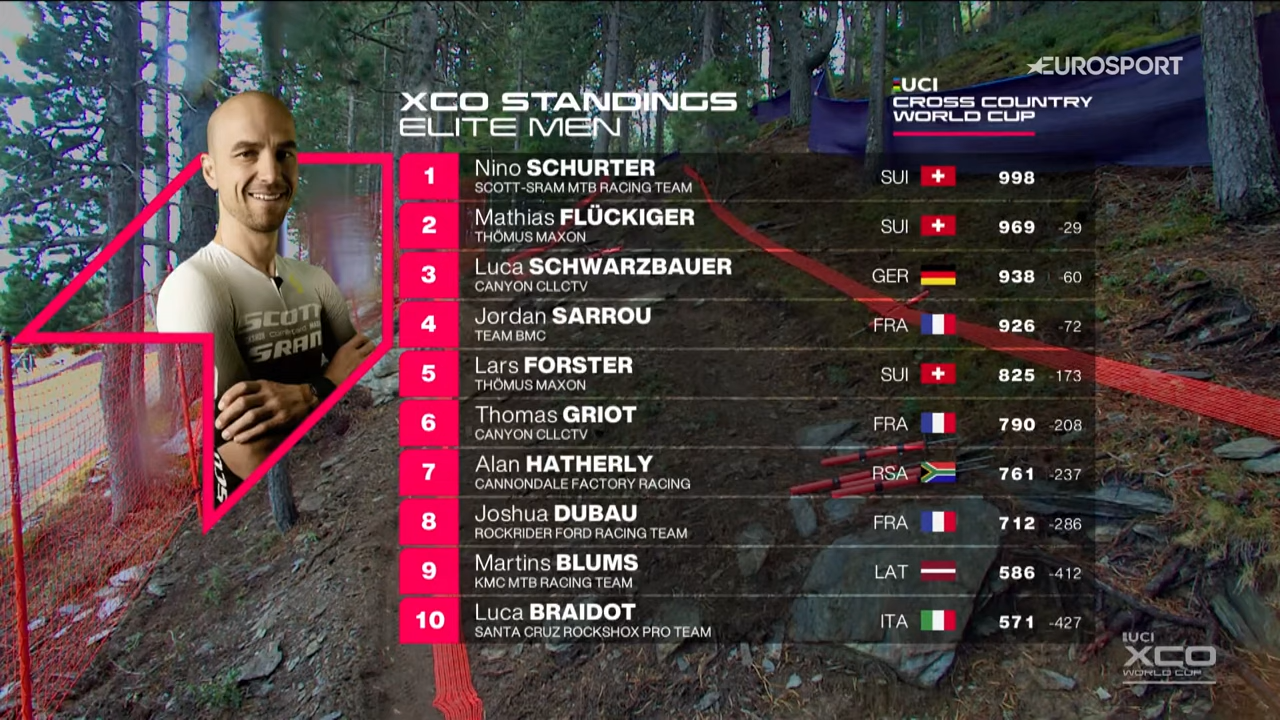 EUROSPORT
UCI
CROSS COUNTRY
WORLD CUP
XCO STANDINGS
ELITE MEN
1 Nino SCHURTER SUI 998
SCOTT-SRAM MTB RACING TEAM
2 Mathias FLÜCKIGER SUI 969 -29
THÖMUS MAXON
3 Luca SCHWARZBAUER GER 938 -60
CANYON CLLCTV
4 Jordan SARROU FRA 926 -72
TEAM BMC
5 Lars FORSTER SUI 825 -173
THÖMUS MAXON
6 Thomas GRIOT FRA 790 -208
CANYON CLLCTV
7 Alan HATHERLY RSA 761 -237
CANNONDALE FACTORY RACING
8 Joshua DUBAU FRA 712 -286
ROCKRIDER FORD RACING TEAM
9 Martins BLUMS LAT 586 -412
KMC MTB RACING TEAM
10 Luca BRAIDOT ITA 571 -427
SANTA CRUZ ROCKSHOX PRO TEAM
SCOTT
SRAM
UCI
XCO
WORLD CUP